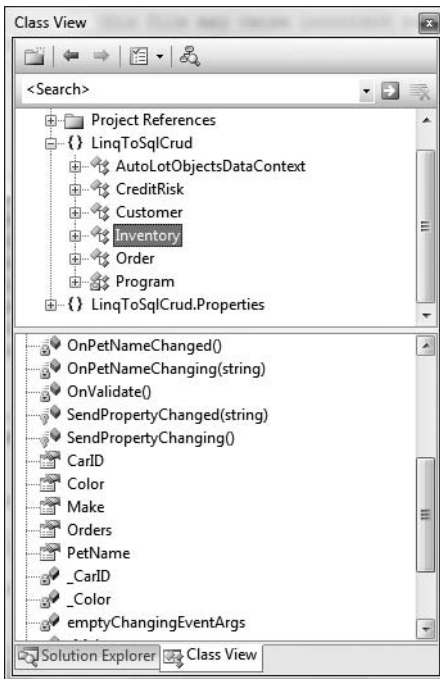 Class View
<Search>
Project References
{} LinqToSqlCrud
AutoLotObjectsDataContext
CreditRisk
Customer
Inventory
Order
Program
{} LinqToSqlCrud.Properties
OnPetNameChanged()
OnPetNameChanging(string)
OnValidate()
SendPropertyChanged(string)
SendPropertyChanging()
CarID
Color
Make
Orders
PetName
_CarID
_Color
emptyChangingEventArgs
Solution Explorer Class View